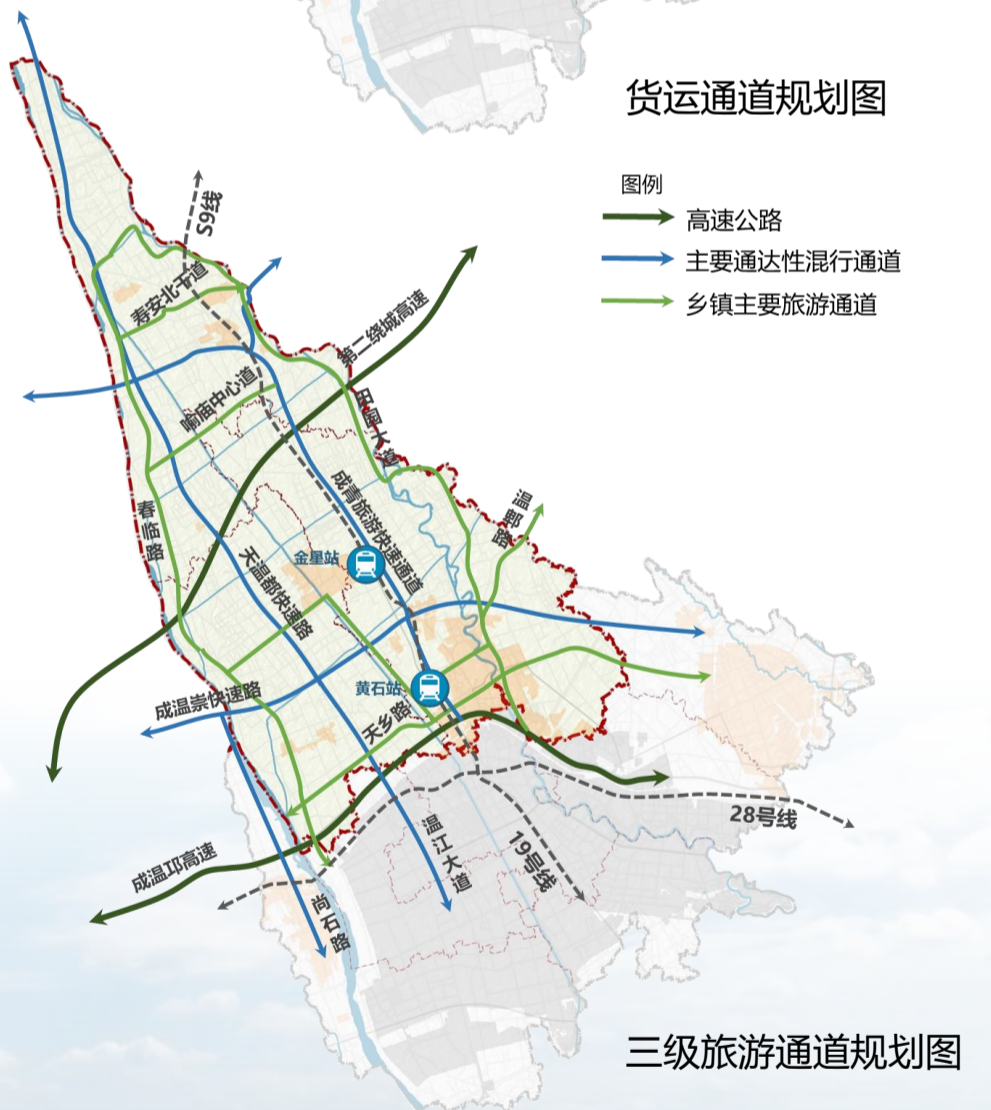 货运通道规划图
图例
高速公路
主要通达性混行通道
乡镇主要旅游通道
S9线
寿安北干道
第二绕城高速
喻庙中心道
田园大道
成青旅游快速通道
温郫路
春临路
金星站
天温都快速路
黄石站
成温崇快速路
天乡路
28号线
温江大道
19号线
成温邛高速
尚石路
三级旅游通道规划图